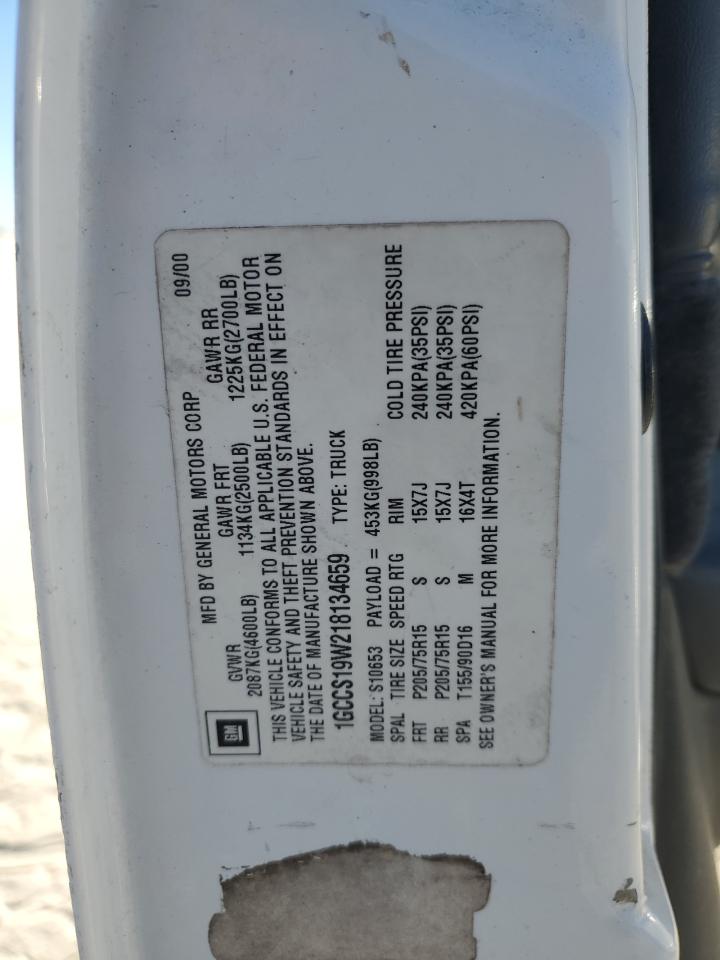 MFD BY GENERAL MOTORS CORP 09/00
GVWR GAWR FRT GAWR RR
2087KG(4600LB) 1134KG(2500LB) 1225KG(2700LB)
GM
THIS VEHICLE CONFORMS TO ALL APPLICABLE U.S. FEDERAL MOTOR
VEHICLE SAFETY AND THEFT PREVENTION STANDARDS IN EFFECT ON
THE DATE OF MANUFACTURE SHOWN ABOVE.
1GCCS19W218134659 TYPE: TRUCK
MODEL: S10653 PAYLOAD = 453KG(998LB)
SPAL TIRE SIZE SPEED RTG RIM COLD TIRE PRESSURE
FRT P205/75R15 S 15X7J 240KPA(35PSI)
RR P205/75R15 S 15X7J 240KPA(35PSI)
SPA T155/90D16 M 16X4T 420KPA(60PSI)
SEE OWNER'S MANUAL FOR MORE INFORMATION.